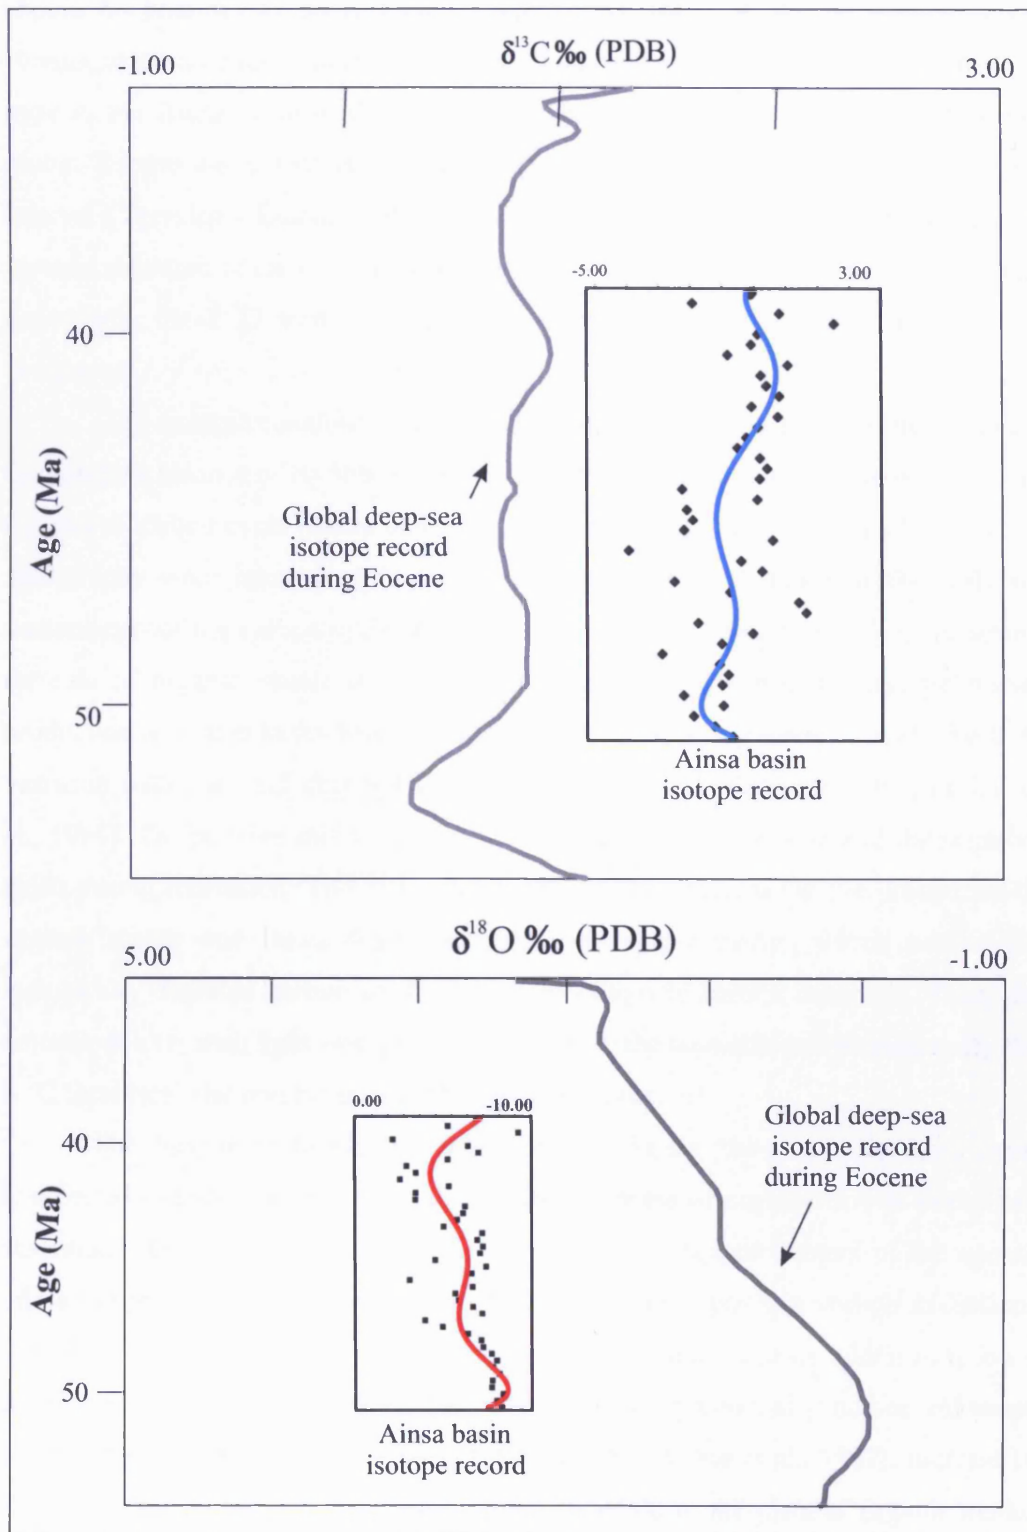 δ¹³C‰ (PDB)
-1.00
3.00
-5.00
3.00
40
Age (Ma)
Global deep-sea
isotope record
during Eocene
50
Ainsa basin
isotope record
δ¹⁸O‰ (PDB)
5.00
-1.00
0.00
-10.00
40
Global deep-sea
isotope record
during Eocene
Age (Ma)
50
Ainsa basin
isotope record